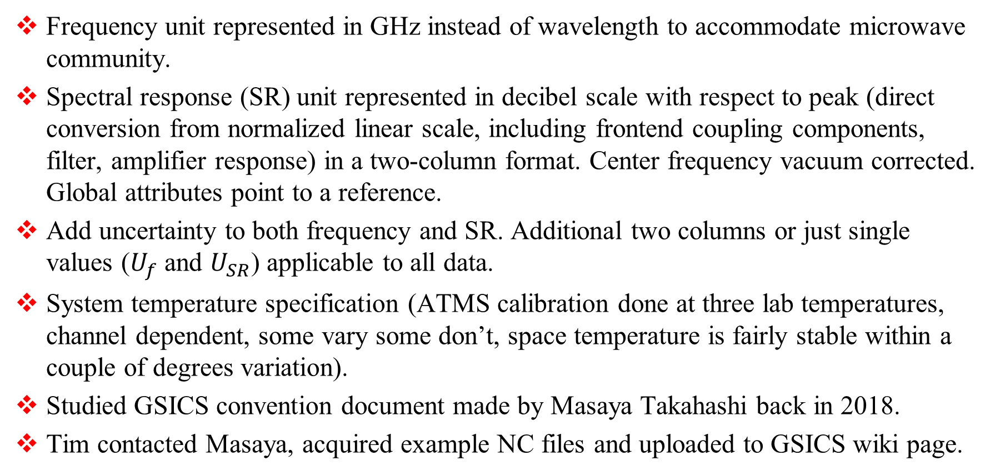 ❖ Frequency unit represented in GHz instead of wavelength to accommodate microwave
community.
❖ Spectral response (SR) unit represented in decibel scale with respect to peak (direct
conversion from normalized linear scale, including frontend coupling components,
filter, amplifier response) in a two-column format. Center frequency vacuum corrected.
Global attributes point to a reference.
❖ Add uncertainty to both frequency and SR. Additional two columns or just single
values (U_f and U_SR) applicable to all data.
❖ System temperature specification (ATMS calibration done at three lab temperatures,
channel dependent, some vary some don’t, space temperature is fairly stable within a
couple of degrees variation).
❖ Studied GSICS convention document made by Masaya Takahashi back in 2018.
❖ Tim contacted Masaya, acquired example NC files and uploaded to GSICS wiki page.